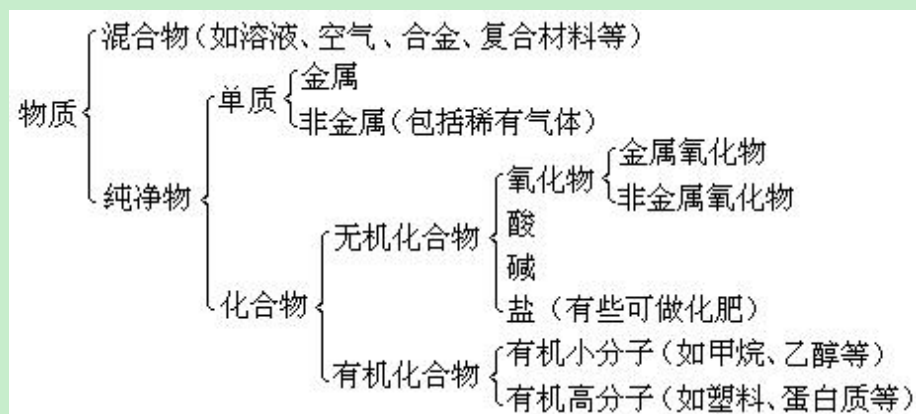 混合物（如溶液、空气、合金、复合材料等）
金属
单质
物质
非金属（包括稀有气体）
金属氧化物
氧化物
纯净物
非金属氧化物
酸
无机化合物
碱
化合物
盐（有些可做化肥）
有机小分子（如甲烷、乙醇等）
有机化合物
有机高分子（如塑料、蛋白质等）